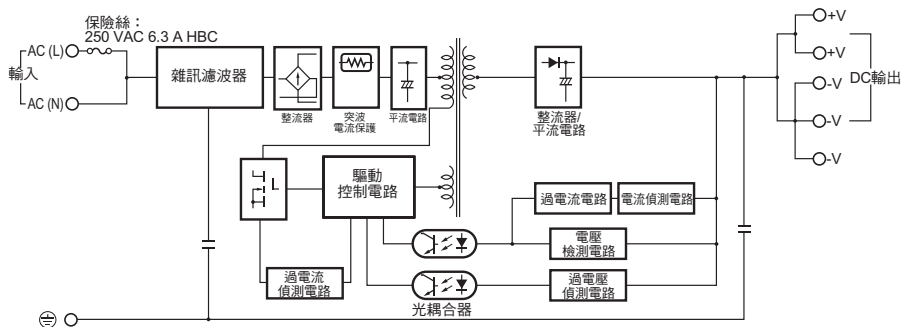 保險絲：
250 VAC 6.3 A HBC
AC (L)
輸入
AC (N)
雜訊濾波器
整流器
突波
電流保護
平流電路
整流器/
平流電路
+V
+V
-V
DC輸出
-V
-V
驅動
控制電路
過電流電路
電流偵測電路
電壓
檢測電路
過電流
偵測電路
過電壓
偵測電路
光耦合器